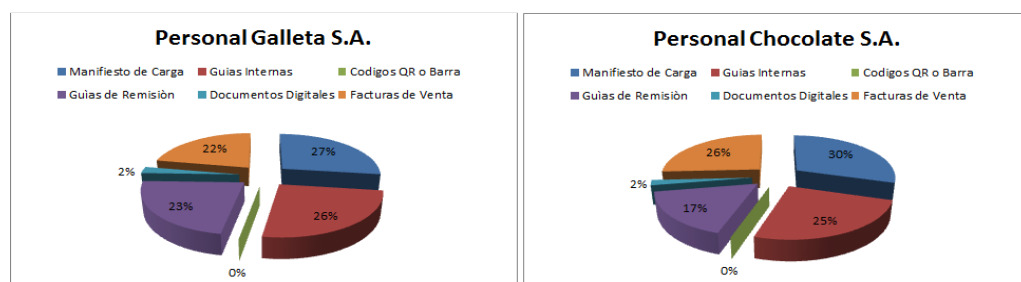 Personal Galleta S.A.
Manifiesto de Carga Guias Internas Codigos QR o Barra
Guìas de Remisiòn Documentos Digitales Facturas de Venta
22% 27%
2%
23% 26%
0%
Personal Chocolate S.A.
Manifiesto de Carga Guias Internas Codigos QR o Barra
Guìas de Remisiòn Documentos Digitales Facturas de Venta
26% 30%
2%
17% 25%
0%